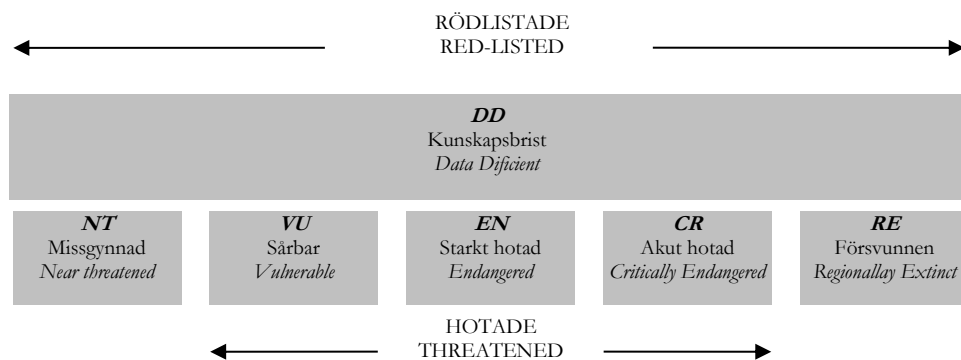 RÖDLISTADE
RED-LISTED
DD
Kunskapsbrist
Data Dificient
NT
Missgynnad
Near threatened
VU
Sårbar
Vulnerable
EN
Starkt hotad
Endangered
CR
Akut hotad
Critically Endangered
RE
Försvunnen
Regionallay Extinct
HOTADE
THREATENED